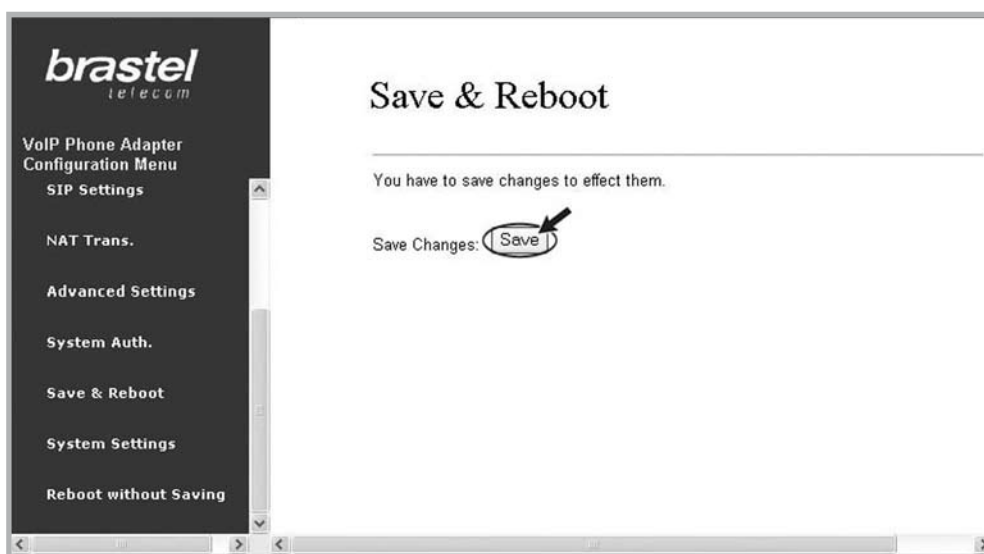 brastel
telecom
VoIP Phone Adapter
Configuration Menu
SIP Settings
NAT Trans.
Advanced Settings
System Auth.
Save & Reboot
System Settings
Reboot without Saving
Save & Reboot
You have to save changes to effect them.
Save Changes: Save